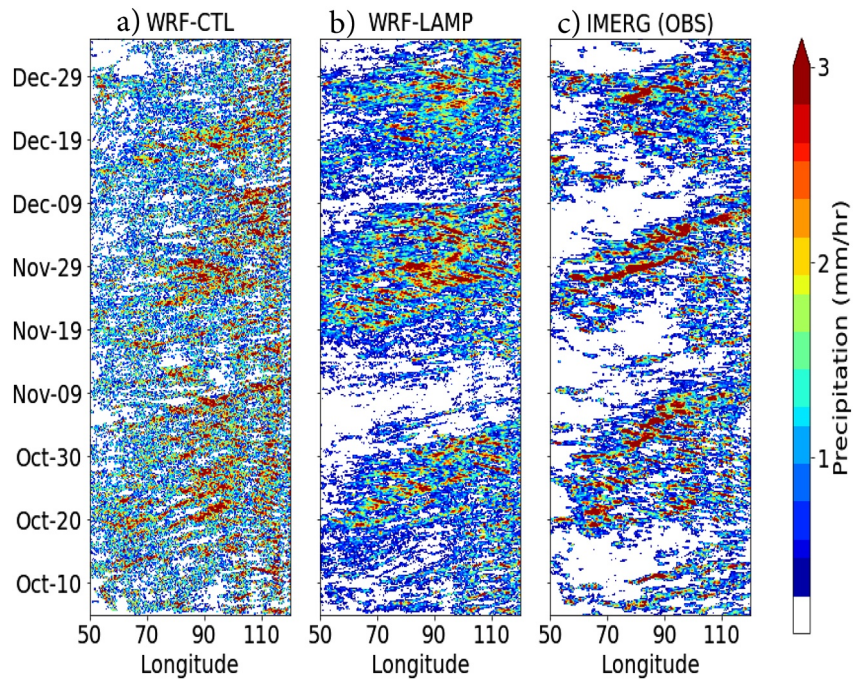 a) WRF-CTL
b) WRF-LAMP
c) IMERG (OBS)
Dec-29
Dec-19
Dec-09
Nov-29
Nov-19
Nov-09
Oct-30
Oct-20
Oct-10
50 70 90 110
50 70 90 110
50 70 90 110
Longitude
Longitude
Longitude
3
2
1
Precipitation (mm/hr)